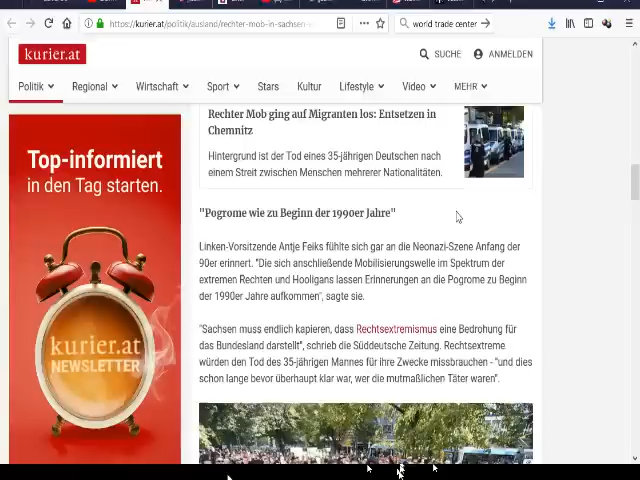 https://kurier.at/politik/ausland/rechter-mob-in-sachsen-
world trade center
kurier.at
SUCHE
ANMELDEN
Politik
Regional
Wirtschaft
Sport
Stars
Kultur
Lifestyle
Video
MEHR
Top-informiert
in den Tag starten.
kurier.at
NEWSLETTER
Rechter Mob ging auf Migranten los: Entsetzen in
Chemnitz
Hintergrund ist der Tod eines 35-jährigen Deutschen nach
einem Streit zwischen Menschen mehrerer Nationalitäten.
"Pogrome wie zu Beginn der 1990er Jahre"
Linken-Vorsitzende Antje Feiks fühlte sich gar an die Neonazi-Szene Anfang der
90er erinnert. "Die sich anschließende Mobilisierungswelle im Spektrum der
extremen Rechten und Hooligans lassen Erinnerungen an die Pogrome zu Beginn
der 1990er Jahre aufkommen", sagte sie.
"Sachsen muss endlich kapieren, dass Rechtsextremismus eine Bedrohung für
das Bundesland darstellt", schrieb die Süddeutsche Zeitung. Rechtsextreme
würden den Tod des 35-jährigen Mannes für ihre Zwecke missbrauchen - "und dies
schon lange bevor überhaupt klar war, wer die mutmaßlichen Täter waren".